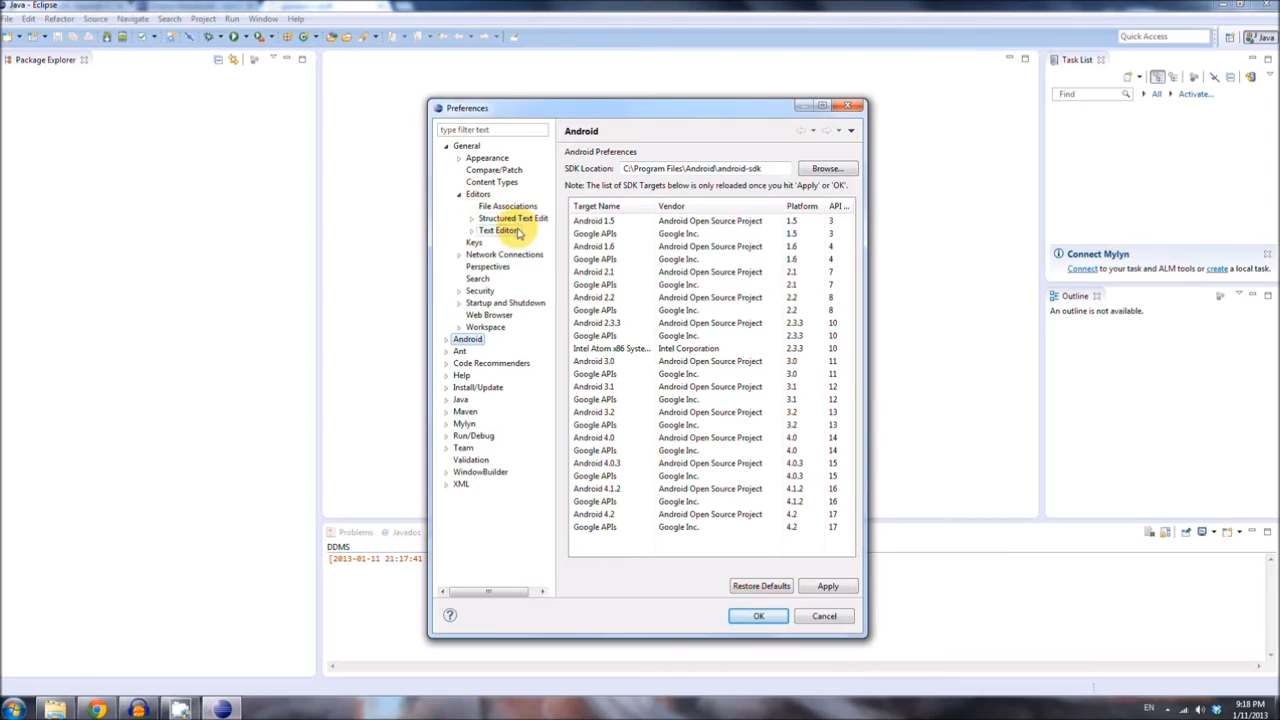 Java - Eclipse
File Edit Refactor Source Navigate Search Project Run Window Help
Quick Access
Java
Package Explorer
Task List
Find
All
Activate...
Connect Mylyn
Connect to your task and ALM tools or create a local task.
Outline
An outline is not available.
Problems
Javadoc
DDMS
[2013-01-11 21:17:41
Preferences
type filter text
General
Appearance
Compare/Patch
Content Types
Editors
File Associations
Structured Text Edit
Text Editors
Keys
Network Connections
Perspectives
Search
Security
Startup and Shutdown
Web Browser
Workspace
Android
Ant
Code Recommenders
Help
Install/Update
Java
Maven
Mylyn
Run/Debug
Team
Validation
WindowBuilder
XML
Android
Android Preferences
SDK Location: C:\Program Files\Android\android-sdk Browse...
Note: The list of SDK Targets below is only reloaded once you hit 'Apply' or 'OK'.
Target Name Vendor Platform API ...
Android 1.5 Android Open Source Project 1.5 3
Google APIs Google Inc. 1.5 3
Android 1.6 Android Open Source Project 1.6 4
Google APIs Google Inc. 1.6 4
Android 2.1 Android Open Source Project 2.1 7
Google APIs Google Inc. 2.1 7
Android 2.2 Android Open Source Project 2.2 8
Google APIs Google Inc. 2.2 8
Android 2.3.3 Android Open Source Project 2.3.3 10
Google APIs Google Inc. 2.3.3 10
Intel Atom x86 Syste... Intel Corporation 2.3.3 10
Android 3.0 Android Open Source Project 3.0 11
Google APIs Google Inc. 3.0 11
Android 3.1 Android Open Source Project 3.1 12
Google APIs Google Inc. 3.1 12
Android 3.2 Android Open Source Project 3.2 13
Google APIs Google Inc. 3.2 13
Android 4.0 Android Open Source Project 4.0 14
Google APIs Google Inc. 4.0 14
Android 4.0.3 Android Open Source Project 4.0.3 15
Google APIs Google Inc. 4.0.3 15
Android 4.1.2 Android Open Source Project 4.1.2 16
Google APIs Google Inc. 4.1.2 16
Android 4.2 Android Open Source Project 4.2 17
Google APIs Google Inc. 4.2 17
Restore Defaults Apply
OK Cancel
EN
9:18 PM
1/11/2013